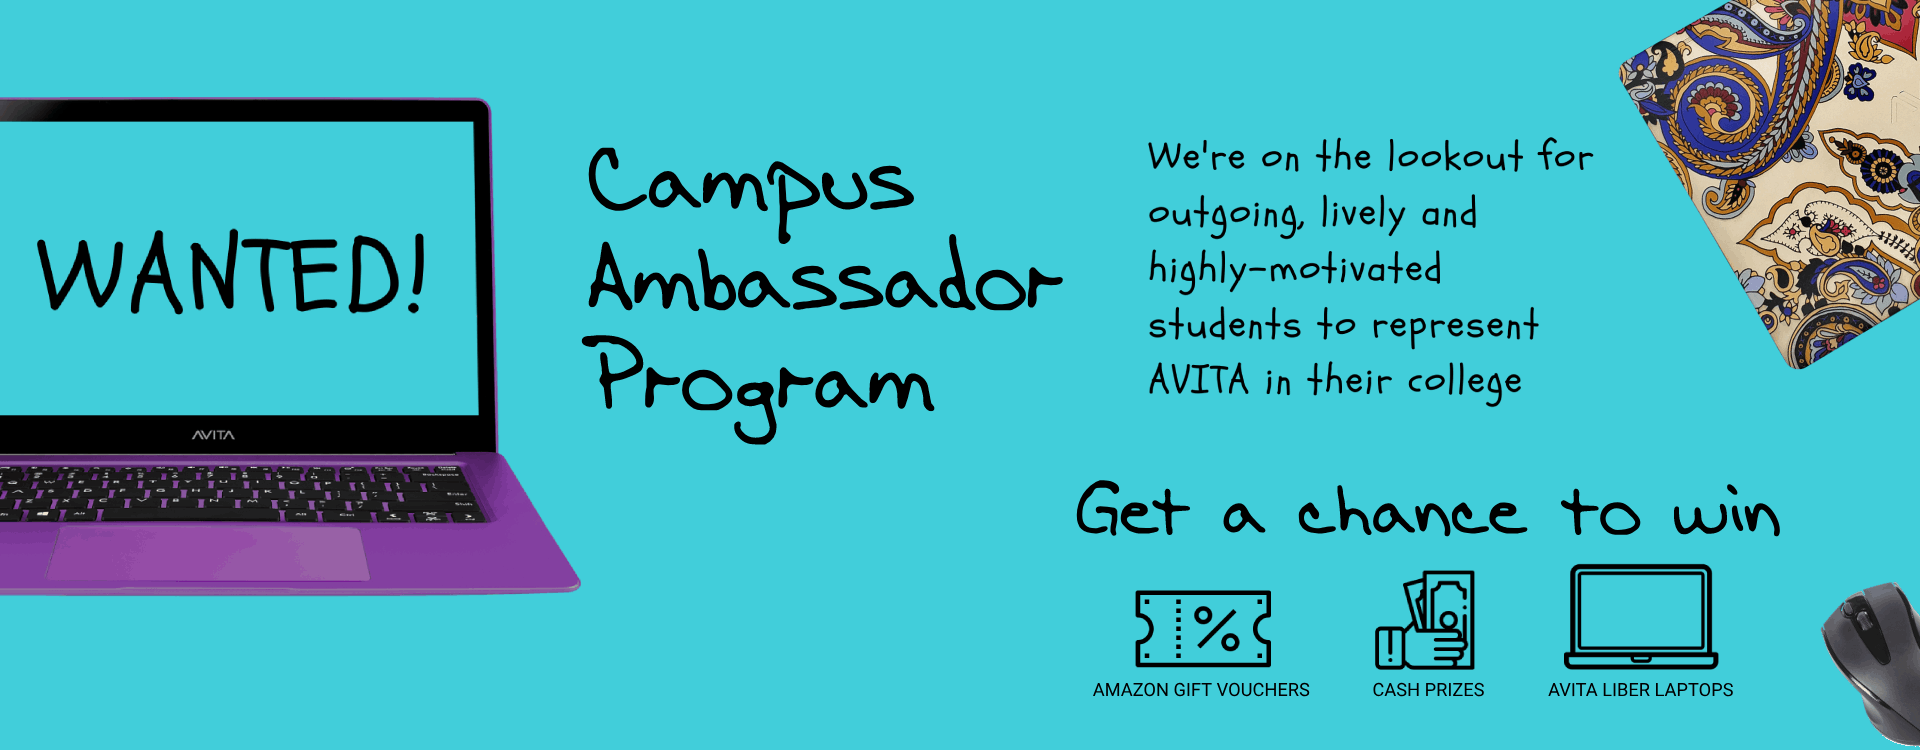 WANTED!
AVITA
Campus
Ambassador
Program
We're on the lookout for
outgoing, lively and
highly-motivated
students to represent
AVITA in their college
Get a chance to win
%
AMAZON GIFT VOUCHERS
CASH PRIZES
AVITA LIBER LAPTOPS